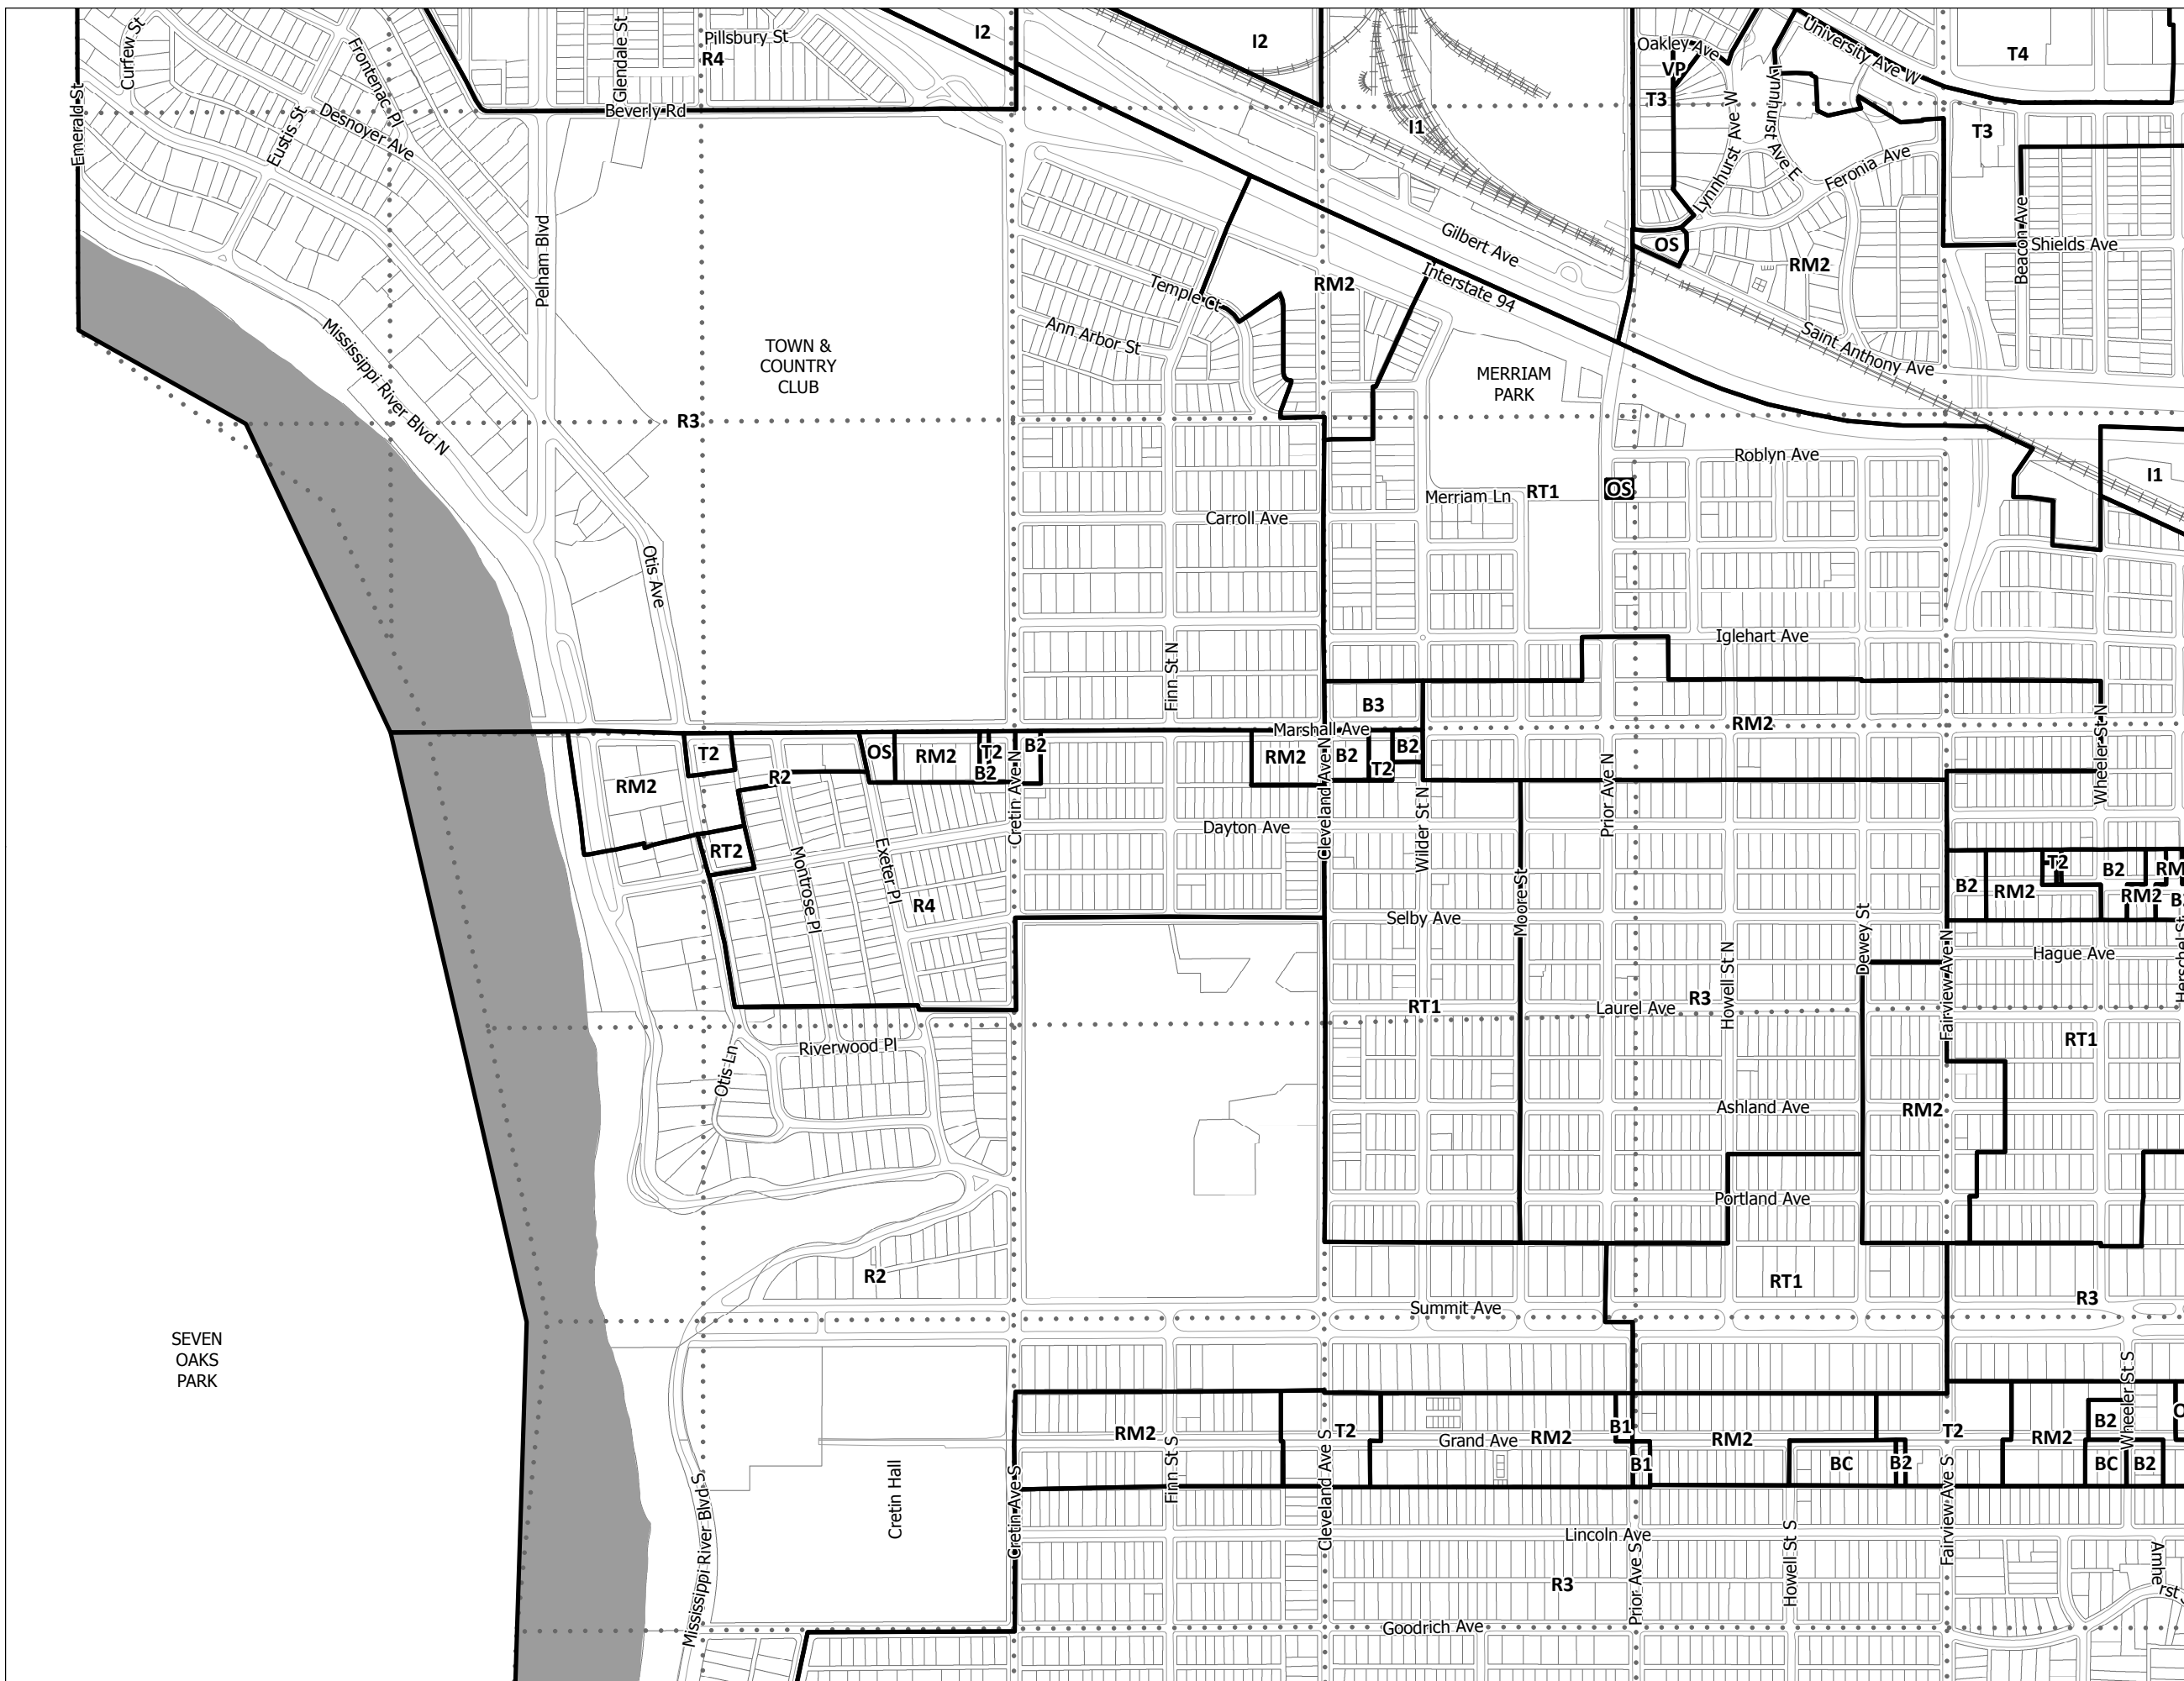 Curfew St
Frontenac Pl
Glendale St
Pillsbury St
R4
I2
I2
Oakley Ave
VP
T3
University Ave W
T4
Emerald St
Eustis St
Desnoyer Ave
Beverly Rd
I1
Lynnhurst Ave W
Lynnhurst Ave E
Feronia Ave
T3
Pelham Blvd
Gilbert Ave
OS
RM2
Beacon Ave
Shields Ave
Temple Ct
RM2
Interstate 94
Mississippi River Blvd N
TOWN &
COUNTRY
CLUB
Ann Arbor St
MERRIAM
PARK
Saint Anthony Ave
R3
Roblyn Ave
I1
Merriam Ln
RT1
OS
Carroll Ave
Otis Ave
Finn St N
Iglehart Ave
B3
Marshall Ave
RM2
Wheeler St N
T2
OS
RM2
T2
B2
B2
RM2
B2
T2
B2
RM2
R2
Cretin Ave N
Cleveland Ave N
Wilder St N
Prior Ave N
Dayton Ave
RT2
Montrose Pl
Exeter Pl
R4
Selby Ave
Moore St
Dewey St
B2
RM2
T2
B2
RM
RM2
B
Fairview Ave N
Hague Ave
Herschel S
Howell St N
RT1
Laurel Ave
R3
RT1
Riverwood Pl
Otis Ln
Ashland Ave
RM2
Portland Ave
R2
RT1
Summit Ave
R3
SEVEN
OAKS
PARK
RM2
T2
Grand Ave
RM2
B1
B1
RM2
BC
B2
T2
RM2
B2
BC
B2
Wheeler St S
Cretin Hall
Mississippi River Blvd S
Cretin Ave S
Finn St S
Cleveland Ave S
Lincoln Ave
Prior Ave S
Howell St S
Fairview Ave S
R3
Goodrich Ave
Amhe
rst